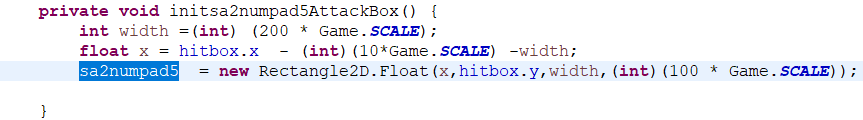 private void initsa2numpad5AttackBox() {
int width =(int) (200 * Game.SCALE);
float x = hitbox.x  - (int)(10*Game.SCALE) -width;
sa2numpad5  = new Rectangle2D.Float(x,hitbox.y,width,(int)(100 * Game.SCALE));
}